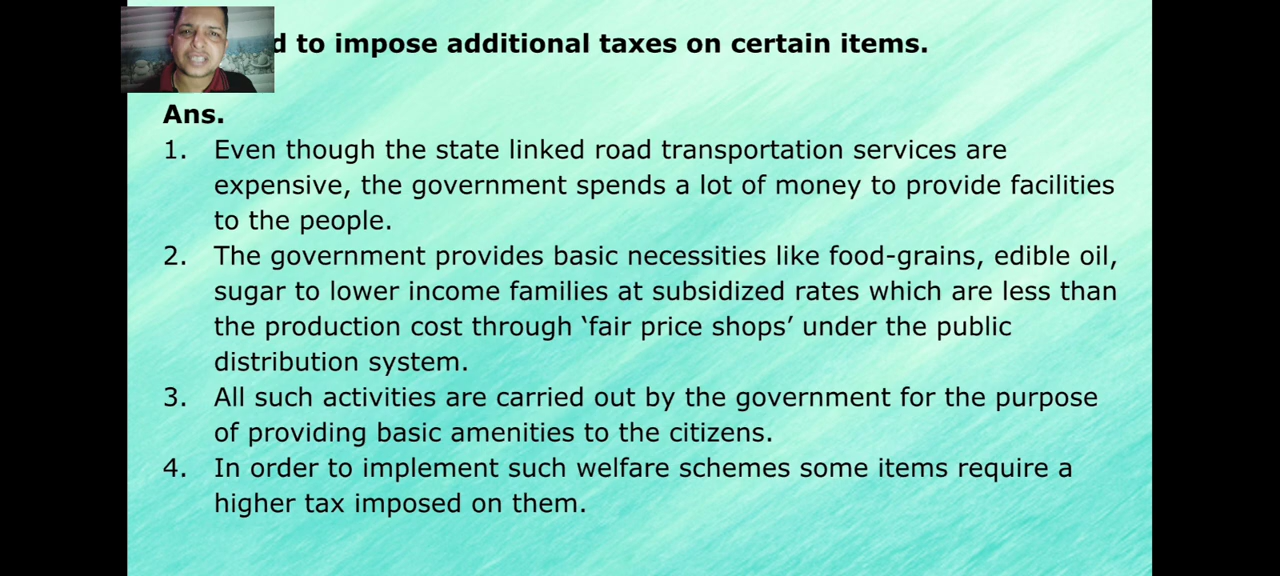 d to impose additional taxes on certain items.
Ans.
1. Even though the state linked road transportation services are
expensive, the government spends a lot of money to provide facilities
to the people.
2. The government provides basic necessities like food-grains, edible oil,
sugar to lower income families at subsidized rates which are less than
the production cost through ‘fair price shops’ under the public
distribution system.
3. All such activities are carried out by the government for the purpose
of providing basic amenities to the citizens.
4. In order to implement such welfare schemes some items require a
higher tax imposed on them.